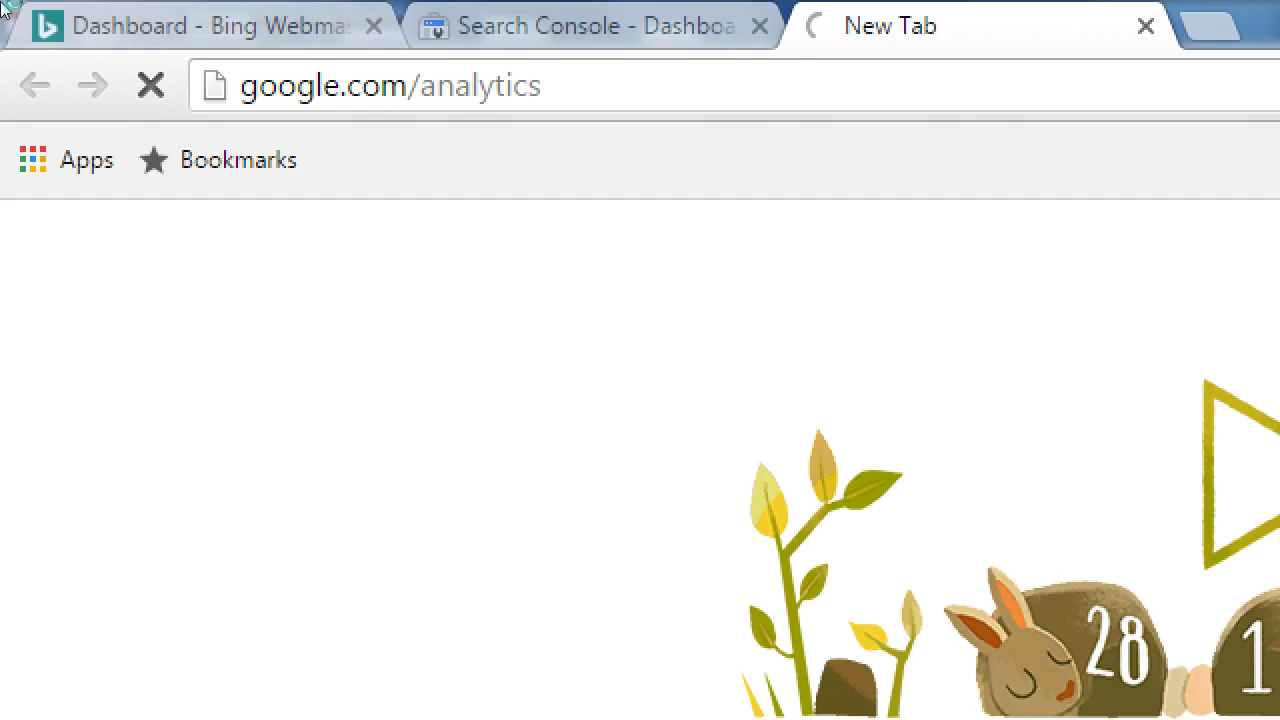 Dashboard - Bing Webma
Search Console - Dashboa
New Tab
google.com/analytics
Apps
Bookmarks
28
1